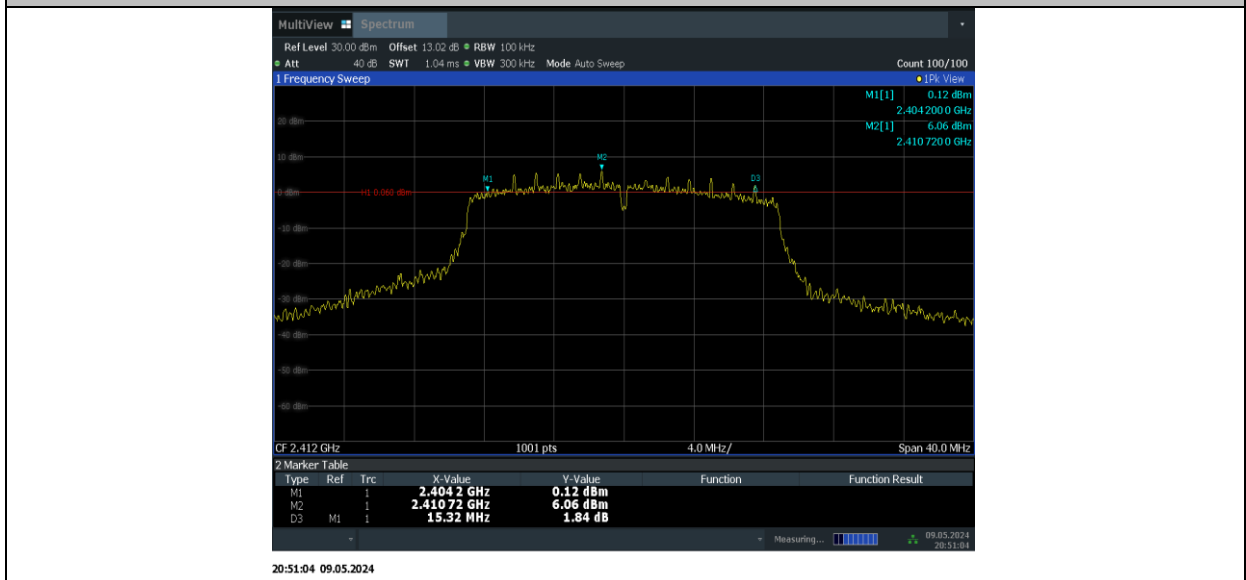 MultiView Spectrum
Ref Level 30.00 dBm Offset 13.02 dB RBW 100 kHz
Att 40 dB SWT 1.04 ms VBW 300 kHz Mode Auto Sweep Count 100/100
1 Frequency Sweep 1Pk View
M1[1] 0.12 dBm
2.404 200 0 GHz
20 dBm
M2[1] 6.06 dBm
2.410 720 0 GHz
10 dBm
M2
M1
D3
0 dBm
H1 0.060 dBm
-10 dBm
-20 dBm
-30 dBm
-40 dBm
-50 dBm
-60 dBm
CF 2.412 GHz 1001 pts 4.0 MHz/ Span 40.0 MHz
2 Marker Table
Type Ref Trc X-Value Y-Value Function Function Result
M1 1 2.404 2 GHz 0.12 dBm
M2 1 2.410 72 GHz 6.06 dBm
D3 M1 1 15.32 MHz 1.84 dB
Measuring... 09.05.2024
20:51:04
20:51:04 09.05.2024